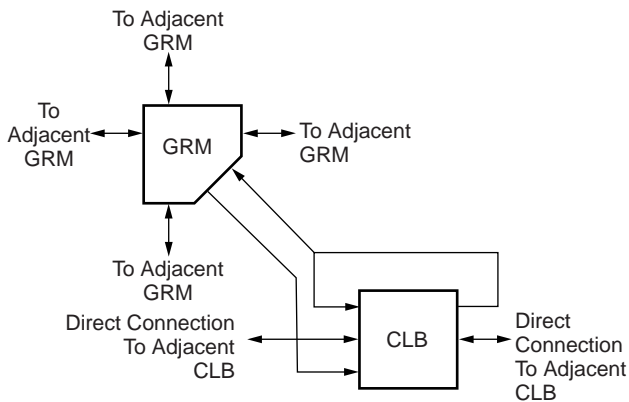 To Adjacent
GRM
To
Adjacent
GRM
GRM
To Adjacent
GRM
To Adjacent
GRM
Direct Connection
To Adjacent
CLB
CLB
Direct
Connection
To Adjacent
CLB